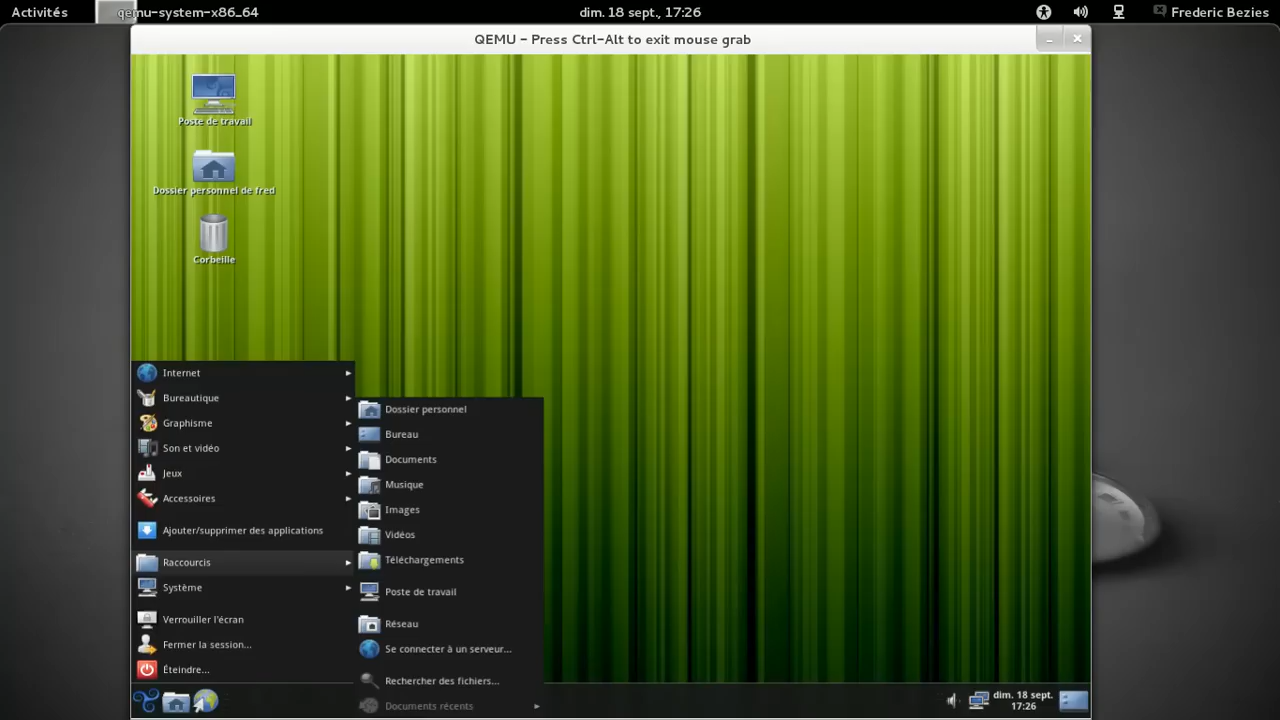 Activités
qemu-system-x86_64
dim. 18 sept., 17:26
Frederic Bezies
QEMU - Press Ctrl-Alt to exit mouse grab
Poste de travail
Dossier personnel de fred
Corbeille
Internet
Bureautique
Graphisme
Son et vidéo
Jeux
Accessoires
Ajouter/supprimer des applications
Raccourcis
Système
Verrouiller l'écran
Fermer la session...
Éteindre...
Dossier personnel
Bureau
Documents
Musique
Images
Vidéos
Téléchargements
Poste de travail
Réseau
Se connecter à un serveur...
Rechercher des fichiers...
Documents récents
dim. 18 sept.
17:26